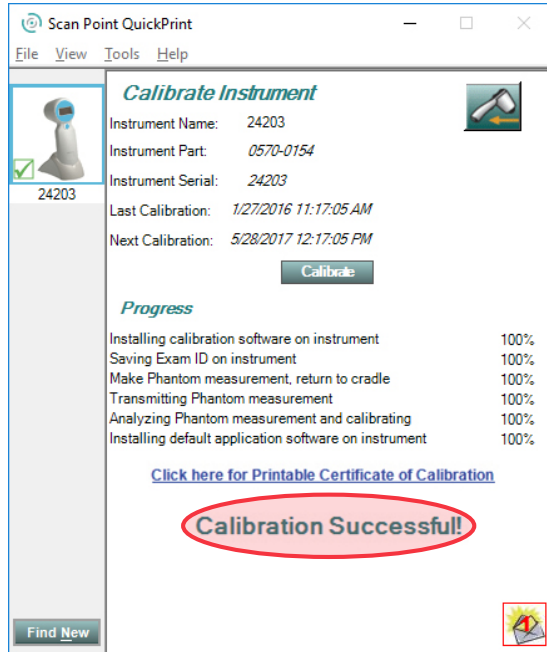 Scan Point QuickPrint
File View Tools Help
24203
Calibrate Instrument
Instrument Name: 24203
Instrument Part: 0570-0154
Instrument Serial: 24203
Last Calibration: 1/27/2016 11:17:05 AM
Next Calibration: 5/28/2017 12:17:05 PM
Calibrate
Progress
Installing calibration software on instrument 100%
Saving Exam ID on instrument 100%
Make Phantom measurement, return to cradle 100%
Transmitting Phantom measurement 100%
Analyzing Phantom measurement and calibrating 100%
Installing default application software on instrument 100%
Click here for Printable Certificate of Calibration
Calibration Successful!
Find New